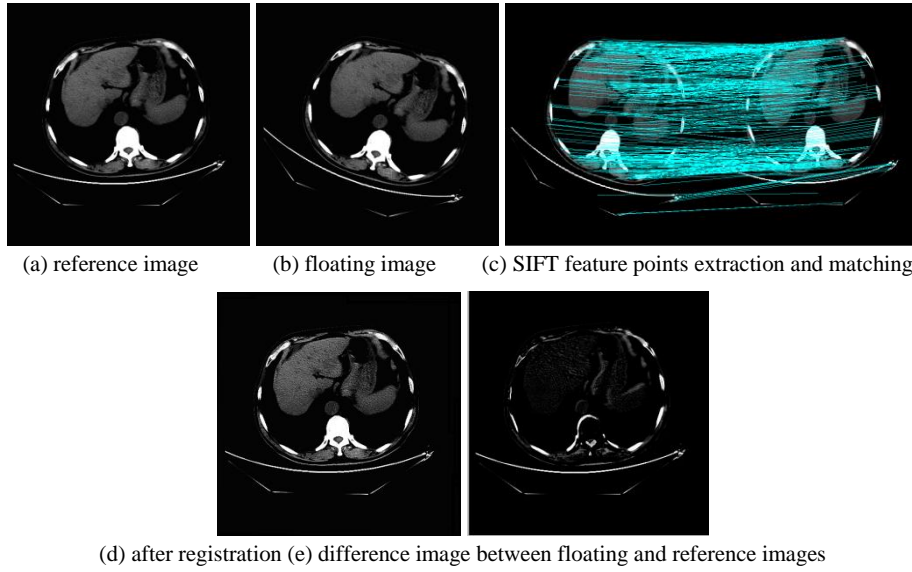 (a) reference image (b) floating image (c) SIFT feature points extraction and matching
(d) after registration (e) difference image between floating and reference images